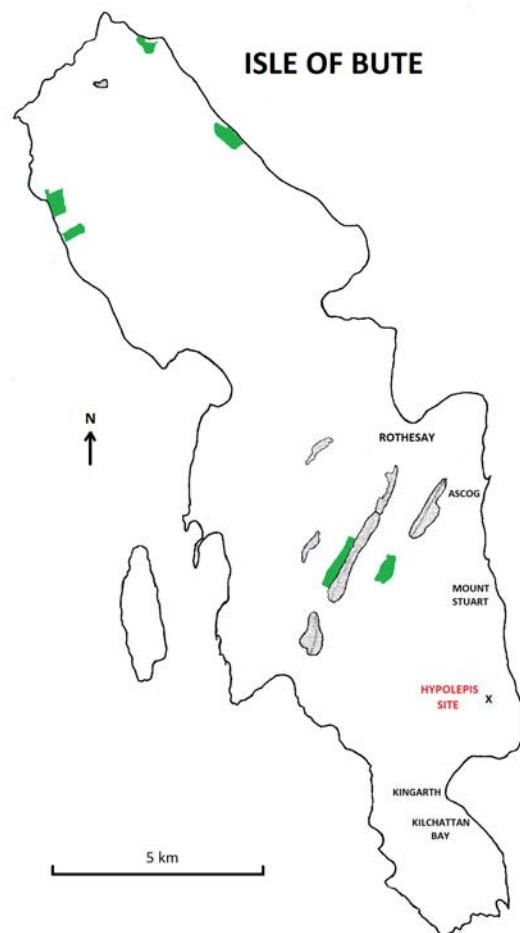 ISLE OF BUTE
N
ROTHESAY
ASCOG
MOUNT
STUART
HYPOLEPIS
SITE
X
KINGARTH
KILCHATTAN
BAY
5 km